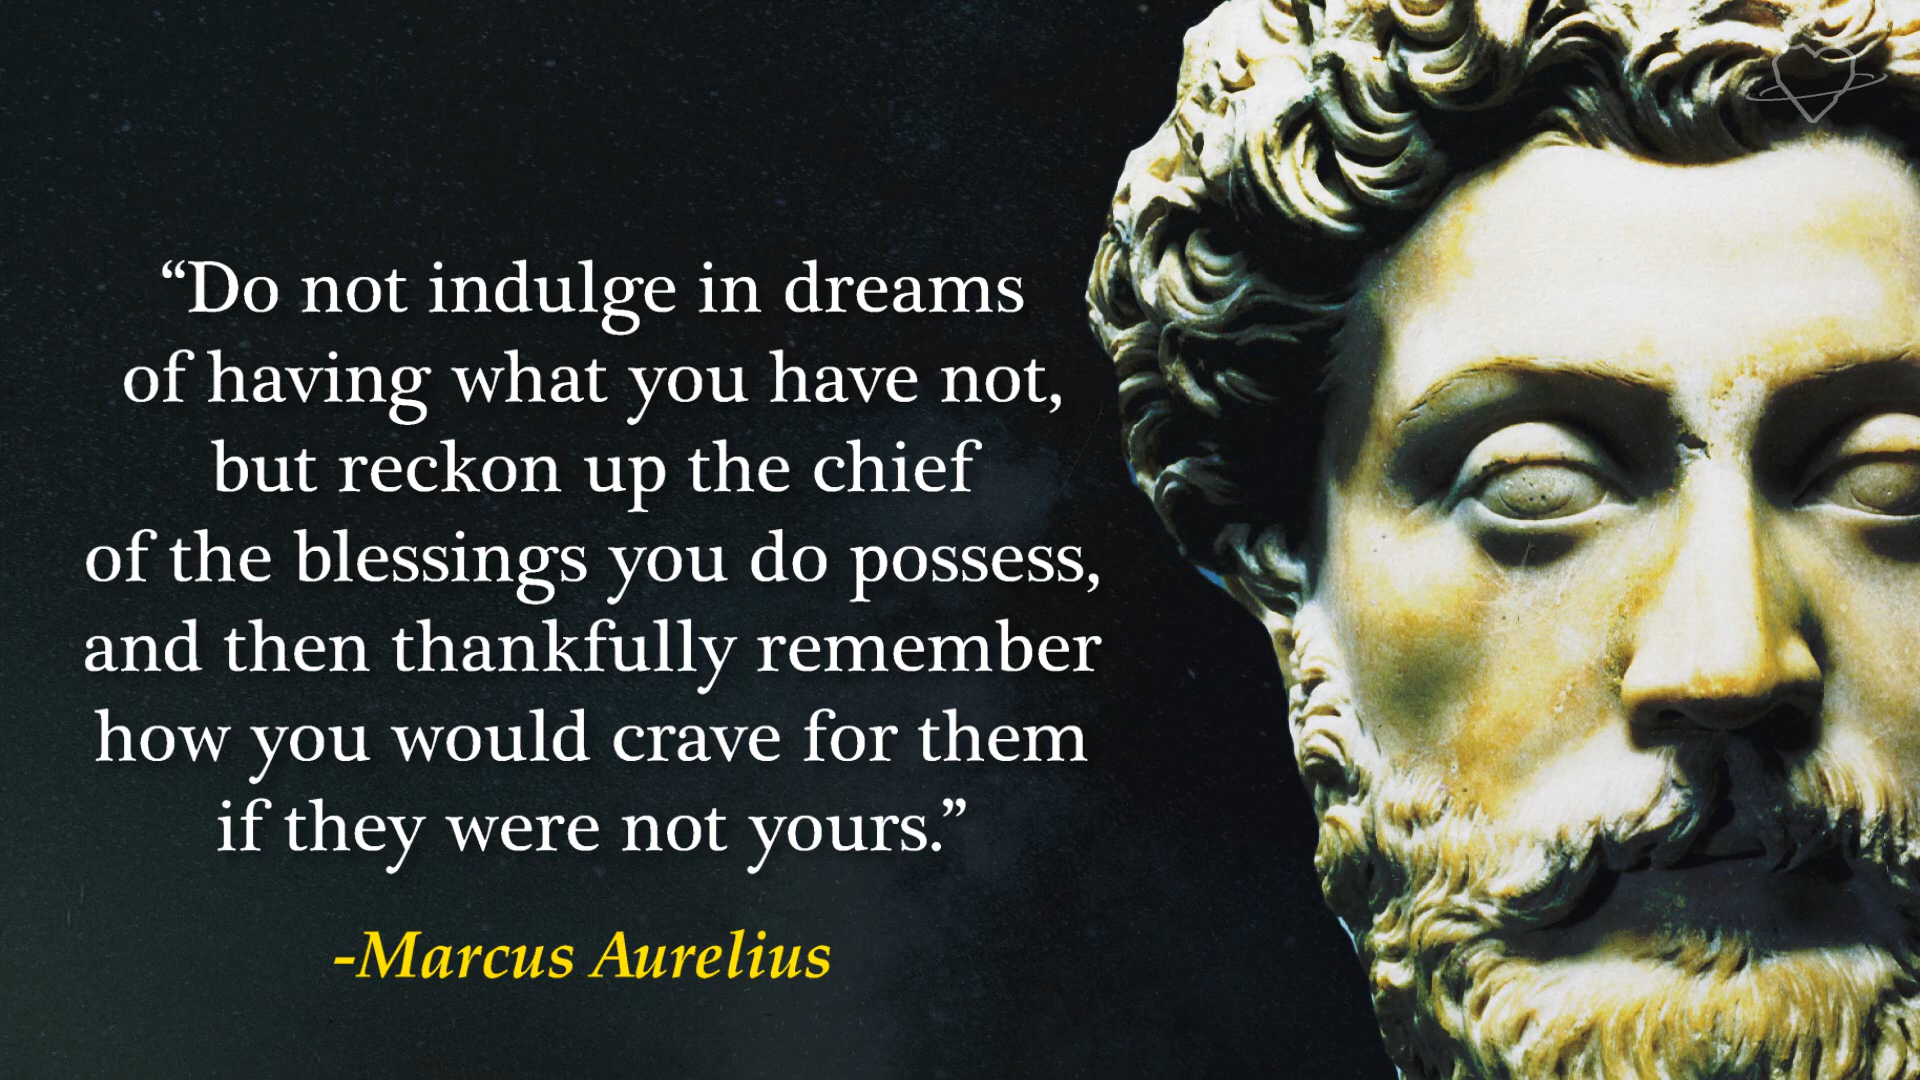 “Do not indulge in dreams
of having what you have not,
but reckon up the chief
of the blessings you do possess,
and then thankfully remember
how you would crave for them
if they were not yours.”
-Marcus Aurelius